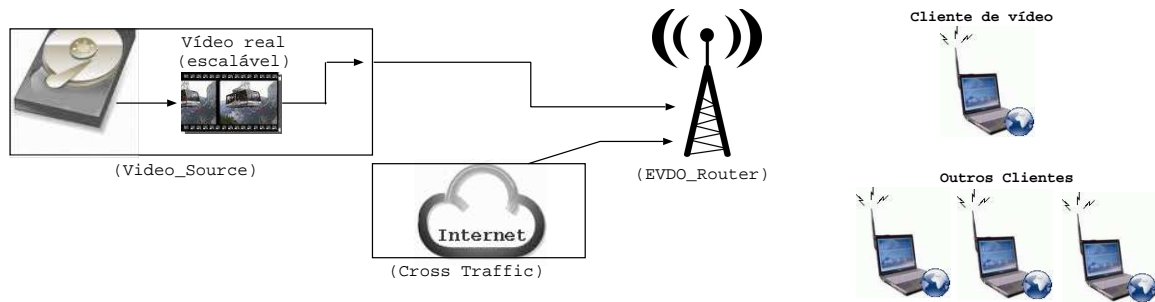 Vídeo real
(escalável)
(Video_Source)
Internet
(Cross Traffic)
(EVDO_Router)
Cliente de vídeo
Outros Clientes